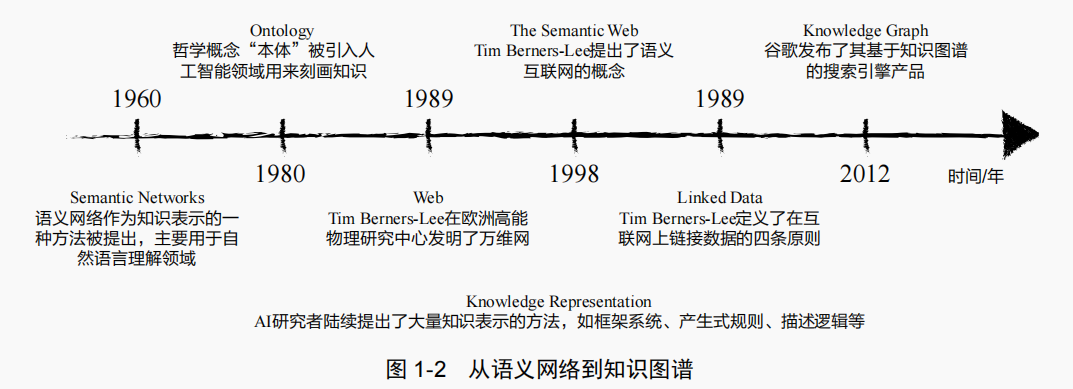 Ontology
哲学概念“本体”被引入人
工智能领域用来刻画知识
The Semantic Web
Tim Berners-Lee提出了语义
互联网的概念
Knowledge Graph
谷歌发布了其基于知识图谱
的搜索引擎产品
1960
1989
1989
1980
1998
2012
时间/年
Semantic Networks
语义网络作为知识表示的一
种方法被提出，主要用于自
然语言理解领域
Web
Tim Berners-Lee在欧洲高能
物理研究中心发明了万维网
Linked Data
Tim Berners-Lee定义了在互
联网上链接数据的四条原则
Knowledge Representation
AI研究者陆续提出了大量知识表示的方法，如框架系统、产生式规则、描述逻辑等
图 1-2 从语义网络到知识图谱